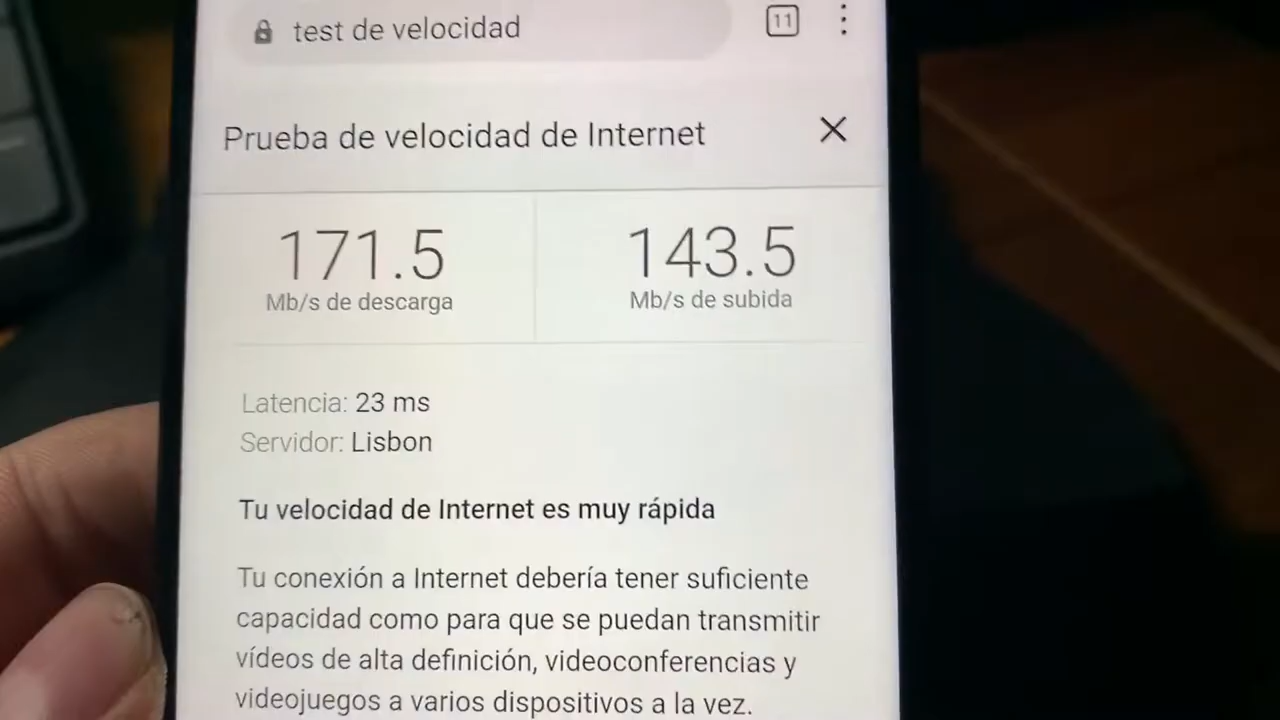 test de velocidad
11
Prueba de velocidad de Internet
171.5
Mb/s de descarga
143.5
Mb/s de subida
Latencia: 23 ms
Servidor: Lisbon
Tu velocidad de Internet es muy rápida
Tu conexión a Internet debería tener suficiente
capacidad como para que se puedan transmitir
vídeos de alta definición, videoconferencias y
videojuegos a varios dispositivos a la vez.